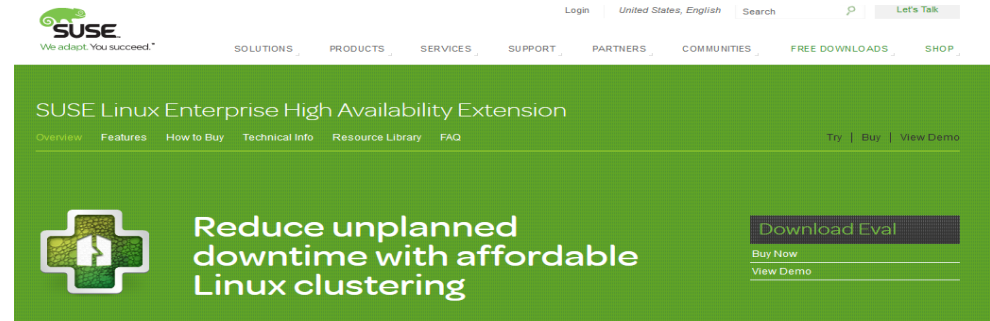 Login United States, English Search Let's Talk
SUSE
We adapt. You succeed.
SOLUTIONS PRODUCTS SERVICES SUPPORT PARTNERS COMMUNITIES FREE DOWNLOADS SHOP
SUSE Linux Enterprise High Availability Extension
Overview Features How to Buy Technical Info Resource Library FAQ Try | Buy | View Demo
Reduce unplanned
downtime with affordable
Linux clustering
Download Eval
Buy Now
View Demo